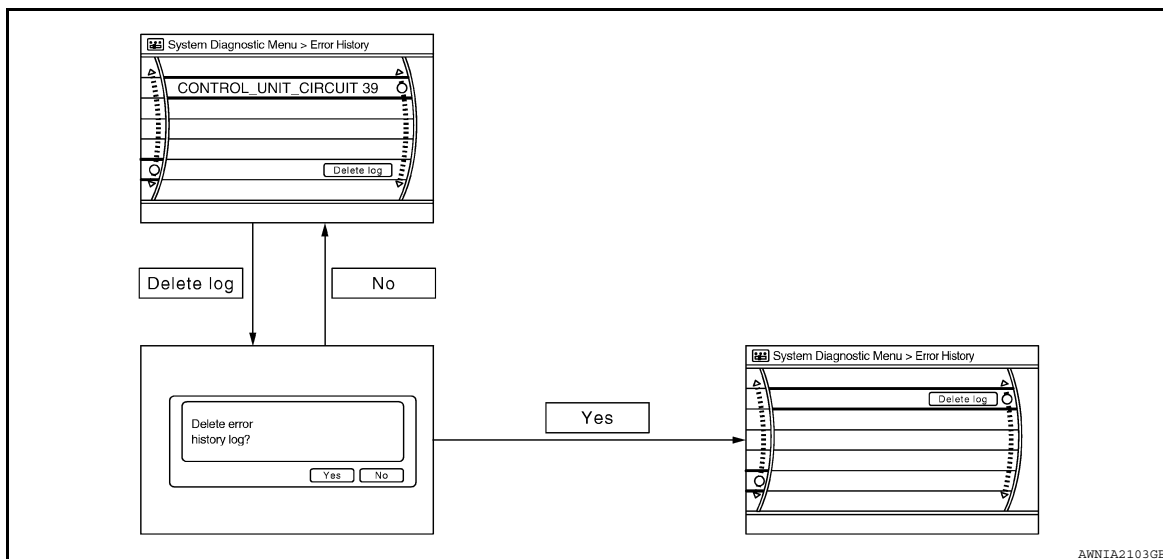 System Diagnostic Menu > Error History
CONTROL_UNIT_CIRCUIT 39
Delete log
Delete log
No
Delete error
history log?
Yes
No
Yes
System Diagnostic Menu > Error History
Delete log
AWNIA2103GB